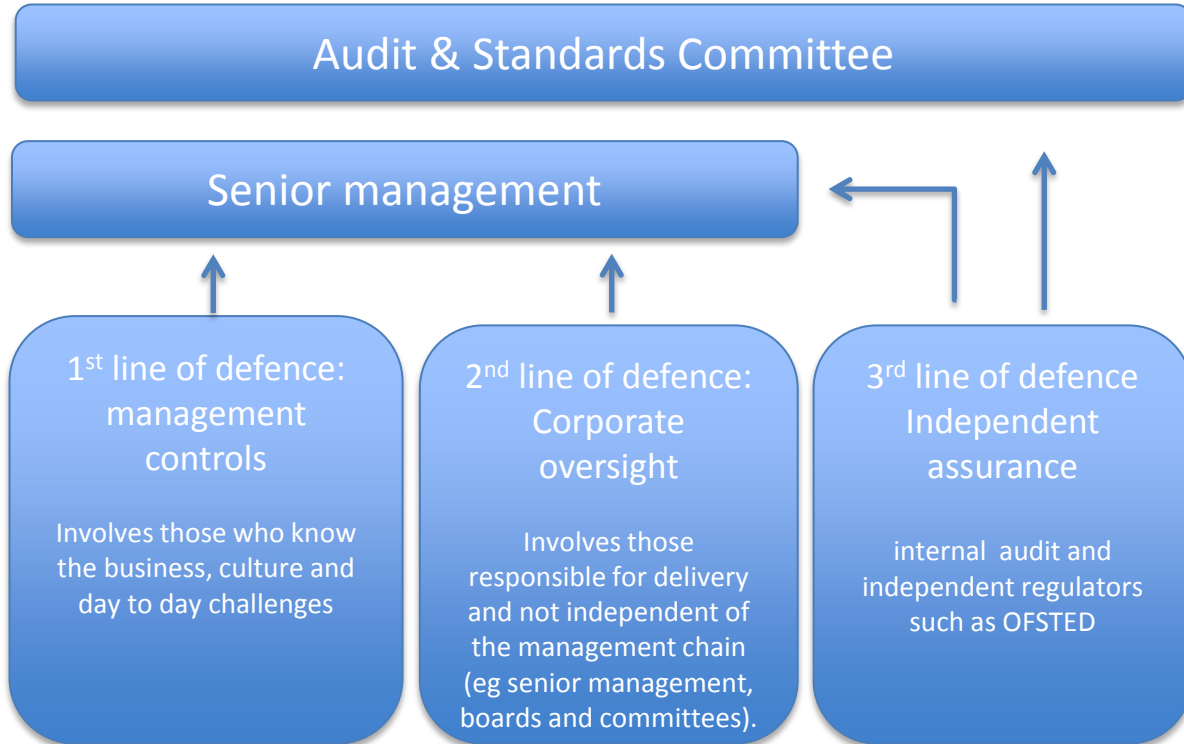 Audit & Standards Committee
Senior management
1st line of defence:
management
controls
Involves those who know
the business, culture and
day to day challenges
2nd line of defence:
Corporate
oversight
Involves those
responsible for delivery
and not independent of
the management chain
(eg senior management,
boards and committees).
3rd line of defence
Independent
assurance
internal audit and
independent regulators
such as OFSTED